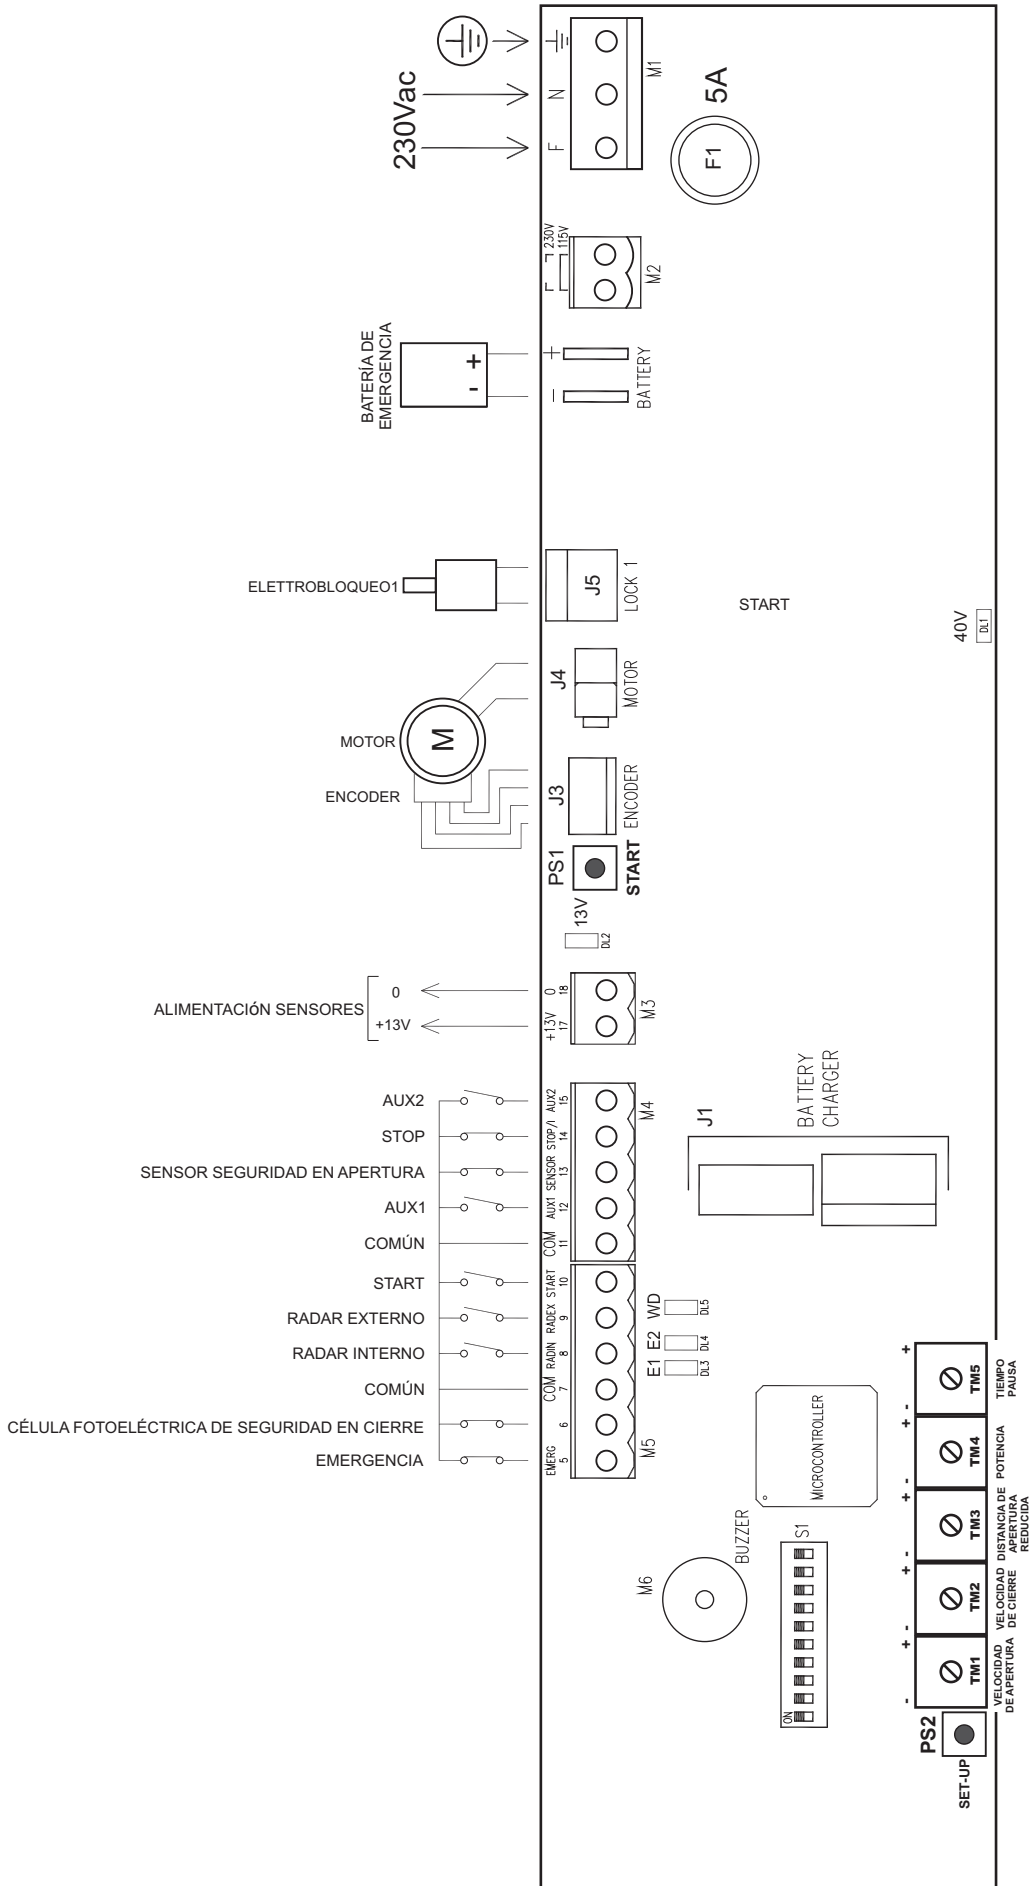 230Vac
N
F
M1
5A
F1
230V
115V
M2
BATERÍA DE
EMERGENCIA
- +
+
-
BATTERY
ELETTROBLOQUEO1
J5
LOCK 1
START
40V
DL1
MOTOR
M
J4
MOTOR
ENCODER
J3
ENCODER
PS1
START
13V
DL2
ALIMENTACIóN SENSORES
0
+13V
0
18
+13V
17
M3
AUX2
AUX2
15
STOP
STOP/I
14
SENSOR SEGURIDAD EN APERTURA
SENSOR
13
AUX1
AUX1
12
COMÚN
COM
11
M4
J1
BATTERY
CHARGER
START
START
10
RADAR EXTERNO
RADEX
9
RADAR INTERNO
RADIN
8
COMÚN
COM
7
CÉLULA FOTOELÉCTRICA DE SEGURIDAD EN CIERRE
6
EMERGENCIA
EMERG
5
M5
E1
DL3
E2
DL4
WD
DL5
MICROCONTROLLER
M6
BUZZER
S1
ON
- +
TM5
TIEMPO
PAUSA
- +
TM4
POTENCIA
- +
TM3
DISTANCIA DE
APERTURA
REDUCIDA
- +
TM2
VELOCIDAD
DE CIERRE
- +
TM1
VELOCIDAD
DE APERTURA
PS2
SET-UP